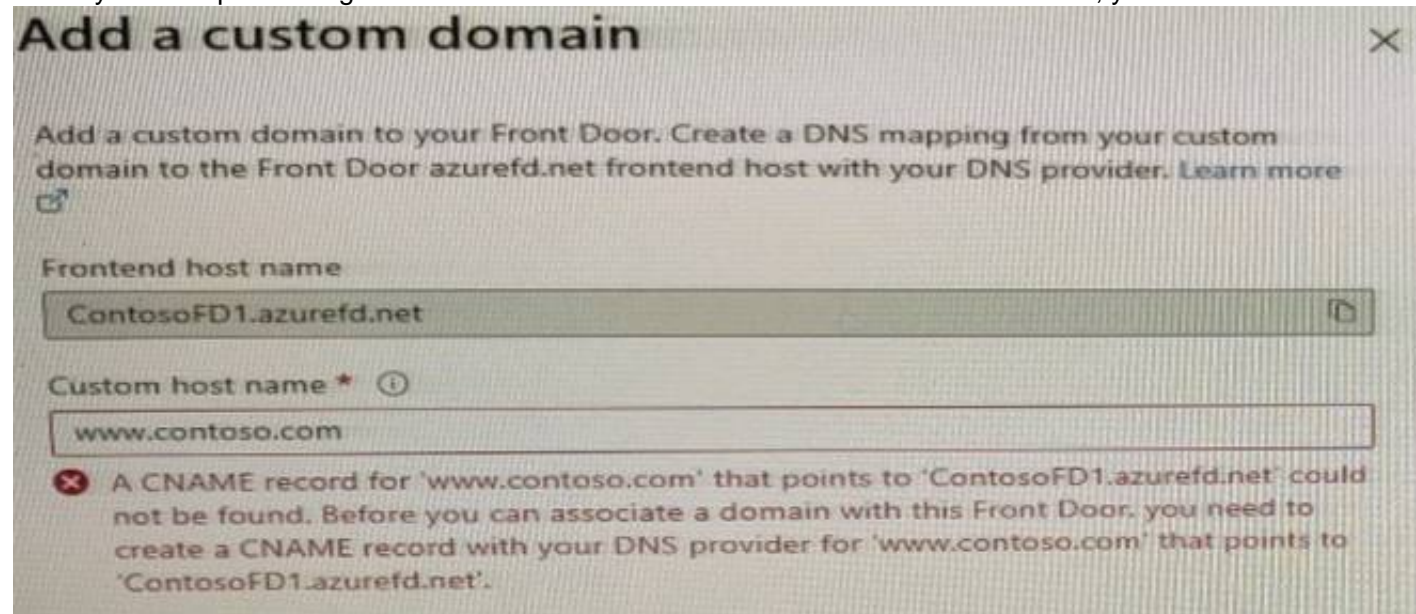 Add a custom domain
Add a custom domain to your Front Door. Create a DNS mapping from your custom
domain to the Front Door azurefd.net frontend host with your DNS provider. Learn more
Frontend host name
ContosoFD1.azurefd.net
Custom host name *
www.contoso.com
A CNAME record for 'www.contoso.com' that points to 'ContosoFD1.azurefd.net' could
not be found. Before you can associate a domain with this Front Door, you need to
create a CNAME record with your DNS provider for 'www.contoso.com' that points to
'ContosoFD1.azurefd.net'.